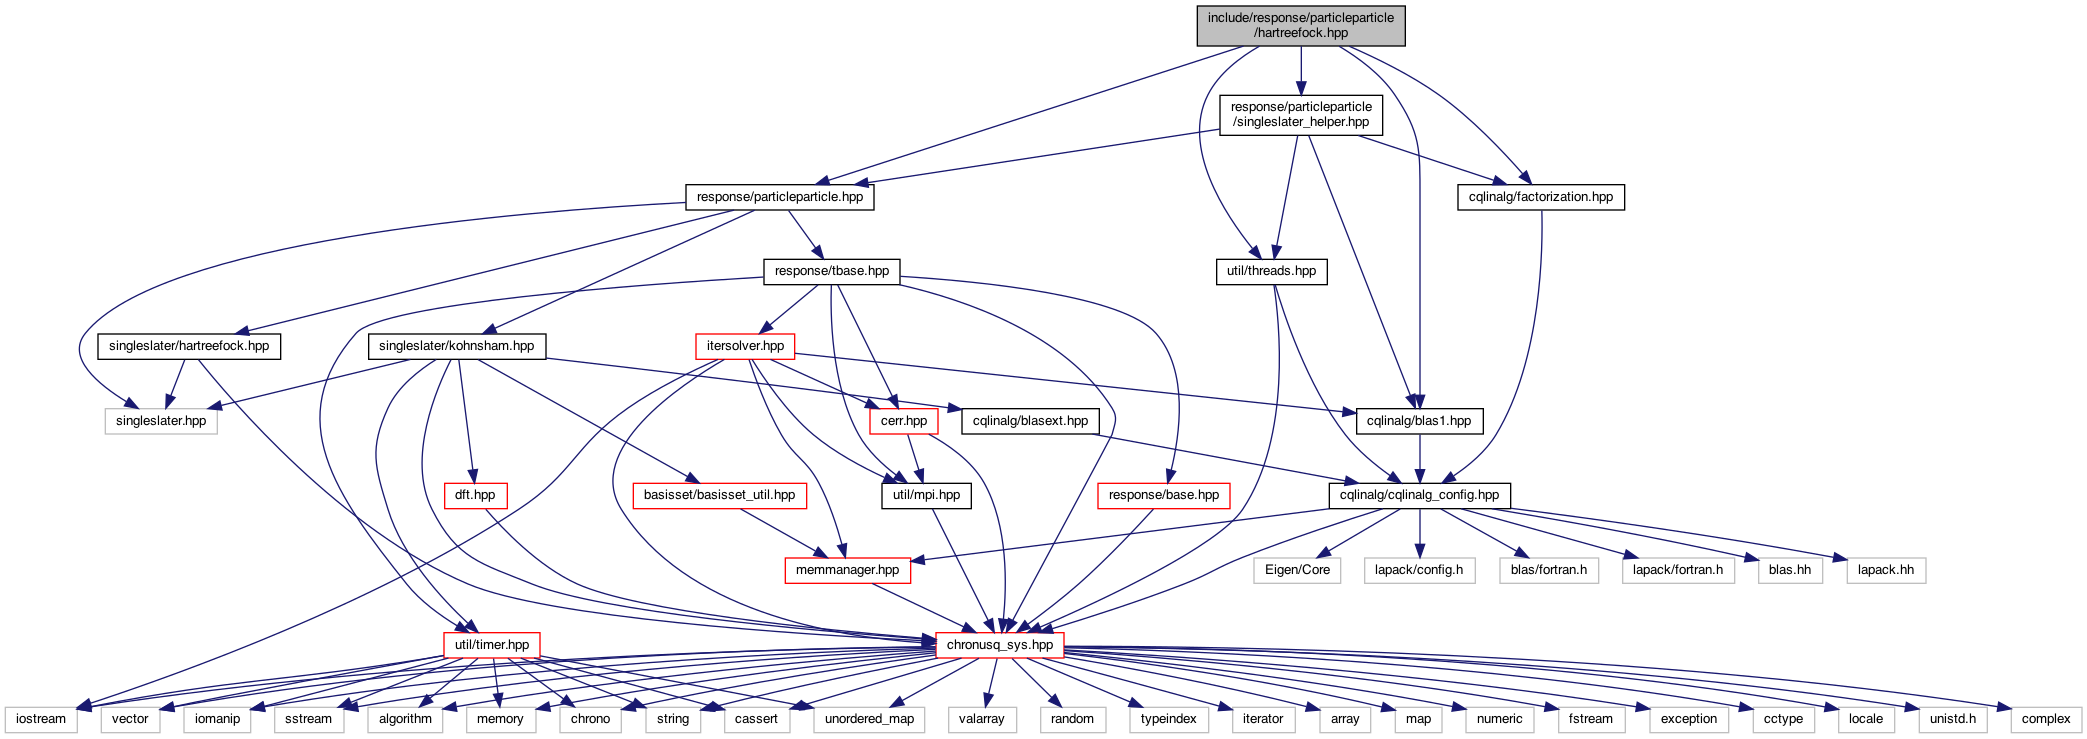 include/response/particleparticle
/hartreefock.hpp
response/particleparticle
/singleslater_helper.hpp
response/particleparticle.hpp
cqlinalg/factorization.hpp
response/tbase.hpp
util/threads.hpp
singleslater/hartreefock.hpp
singleslater/kohnsham.hpp
itersolver.hpp
singleslater.hpp
cerr.hpp
cqlinalg/blasext.hpp
cqlinalg/blas1.hpp
dft.hpp
basisset/basisset_util.hpp
util/mpi.hpp
response/base.hpp
cqlinalg/cqlinalg_config.hpp
memmanager.hpp
Eigen/Core
lapack/config.h
blas/fortran.h
lapack/fortran.h
blas.hh
lapack.hh
util/timer.hpp
chronusq_sys.hpp
iostream
vector
iomanip
sstream
algorithm
memory
chrono
string
cassert
unordered_map
valarray
random
typeindex
iterator
array
map
numeric
fstream
exception
cctype
locale
unistd.h
complex